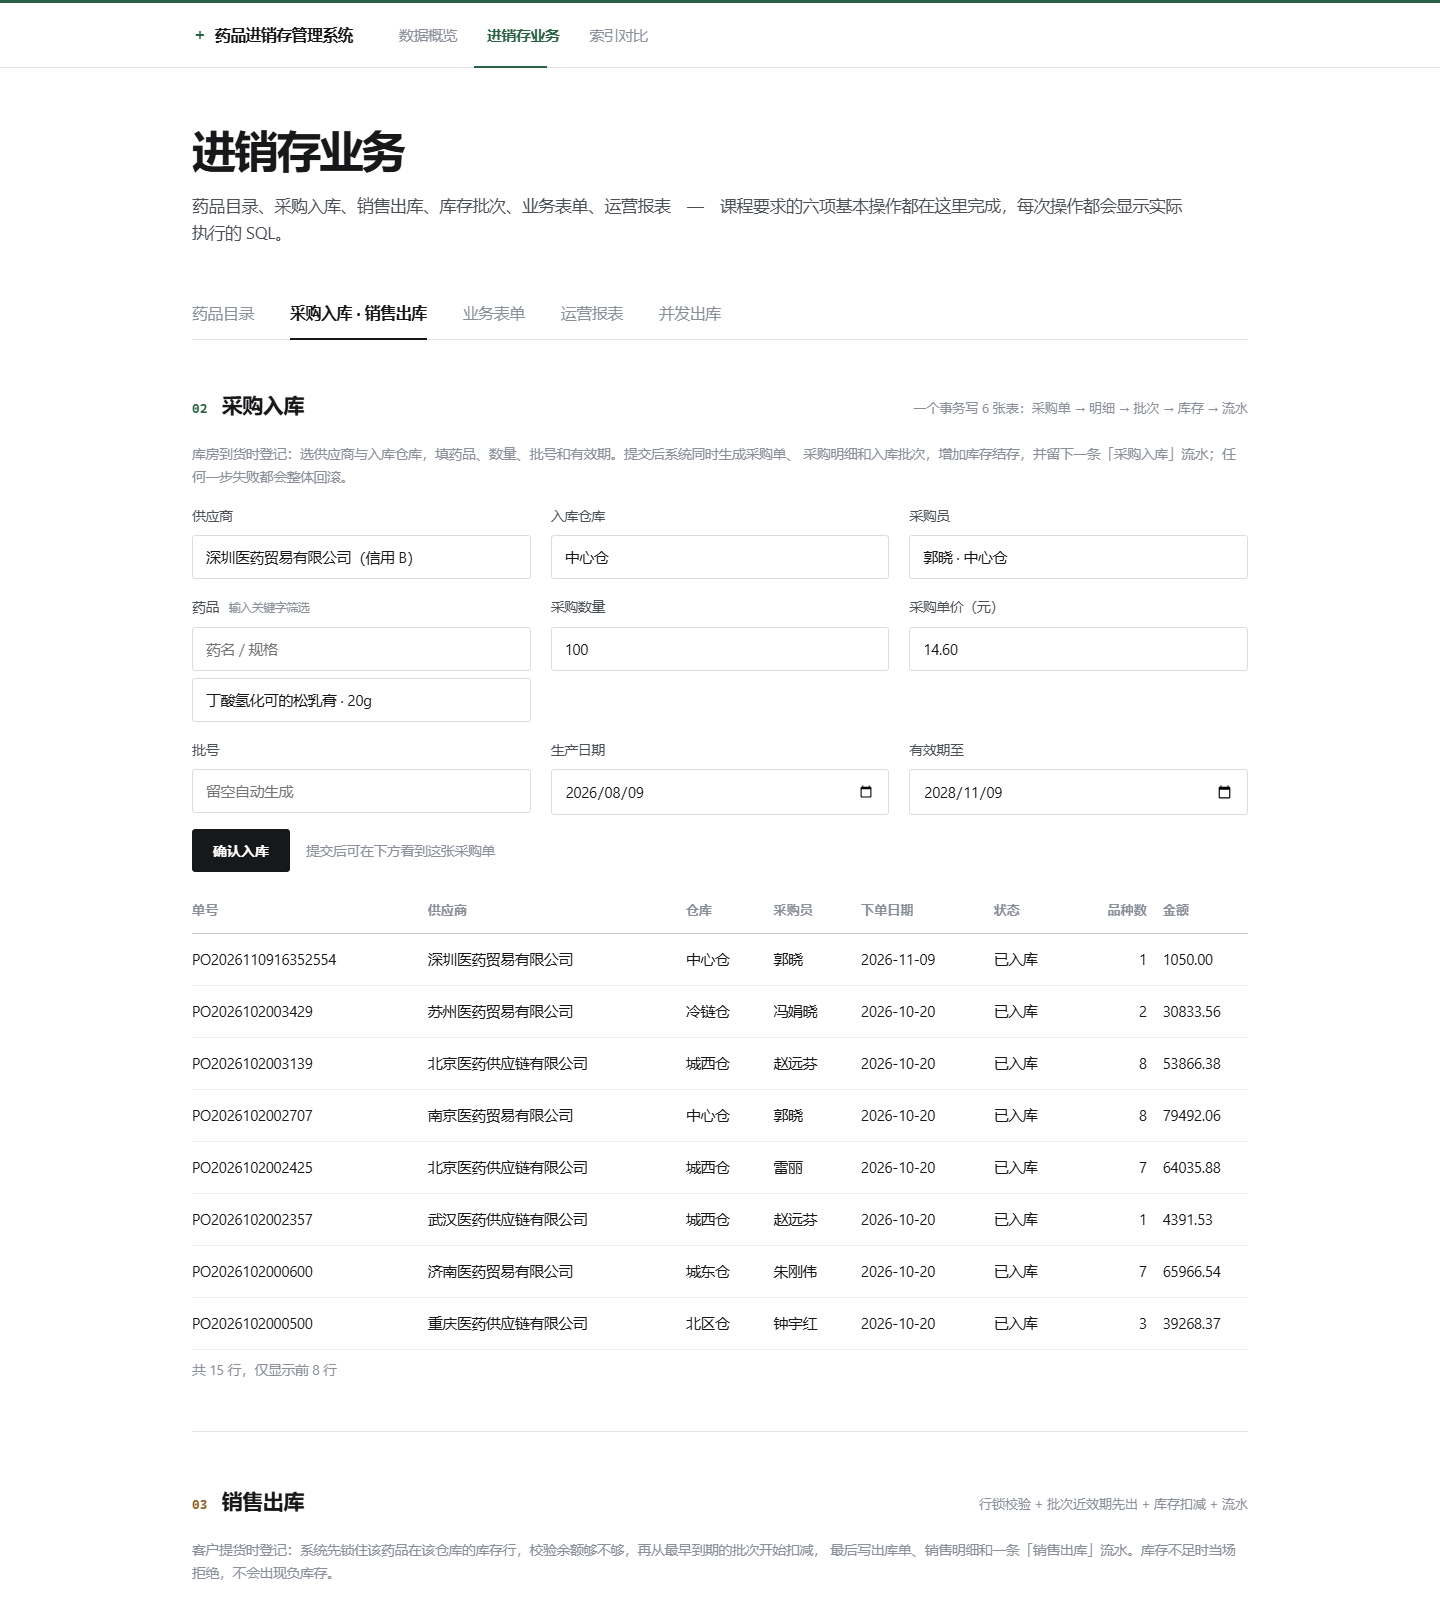 + 药品进销存管理系统 数据概览 进销存业务 索引对比
进销存业务
药品目录、采购入库、销售出库、库存批次、业务表单、运营报表 — 课程要求的六项基本操作都在这里完成，每次操作都会显示实际
执行的 SQL。
药品目录 采购入库 · 销售出库 业务表单 运营报表 并发出库
02 采购入库 一个事务写 6 张表：采购单 → 明细 → 批次 → 库存 → 流水
库房到货时登记：选供应商与入库仓库，填药品、数量、批号和有效期。提交后系统同时生成采购单、 采购明细和入库批次，增加库存结存，并留下一条「采购入库」流水；任
何一步失败都会整体回滚。
供应商 入库仓库 采购员
深圳医药贸易有限公司（信用 B） 中心仓 郭晓 · 中心仓
药品 输入关键字筛选 采购数量 采购单价（元）
药名 / 规格 100 14.60
丁酸氢化可的松乳膏 · 20g
批号 生产日期 有效期至
留空自动生成 2026/08/09 2028/11/09
确认入库 提交后可在下方看到这张采购单
单号 供应商 仓库 采购员 下单日期 状态 品种数 金额
PO2026110916352554 深圳医药贸易有限公司 中心仓 郭晓 2026-11-09 已入库 1 1050.00
PO2026102003429 苏州医药贸易有限公司 冷链仓 冯娟晓 2026-10-20 已入库 2 30833.56
PO2026102003139 北京医药供应链有限公司 城西仓 赵远芬 2026-10-20 已入库 8 53866.38
PO2026102002707 南京医药贸易有限公司 中心仓 郭晓 2026-10-20 已入库 8 79492.06
PO2026102002425 北京医药供应链有限公司 城西仓 雷丽 2026-10-20 已入库 7 64035.88
PO2026102002357 武汉医药供应链有限公司 城西仓 赵远芬 2026-10-20 已入库 1 4391.53
PO2026102000600 济南医药贸易有限公司 城东仓 朱刚伟 2026-10-20 已入库 7 65966.54
PO2026102000500 重庆医药供应链有限公司 北区仓 钟宇红 2026-10-20 已入库 3 39268.37
共 15 行，仅显示前 8 行
03 销售出库 行锁校验 + 批次近效期先出 + 库存扣减 + 流水
客户提货时登记：系统先锁住该药品在该仓库的库存行，校验余额够不够，再从最早到期的批次开始扣减， 最后写出库单、销售明细和一条「销售出库」流水。库存不足时当场
拒绝，不会出现负库存。